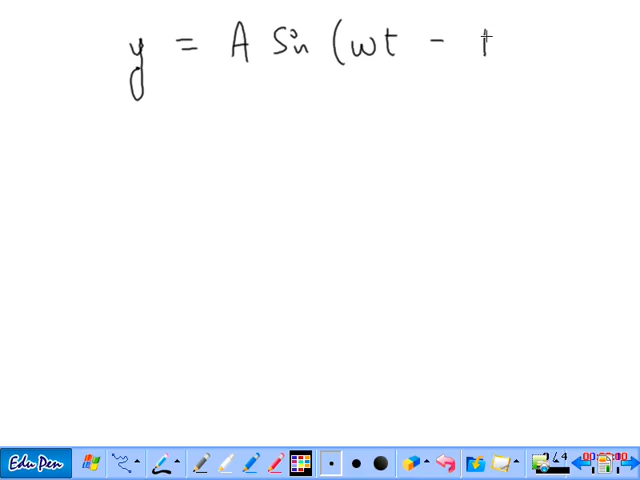 y = A sin (ωt -
Edu Pen